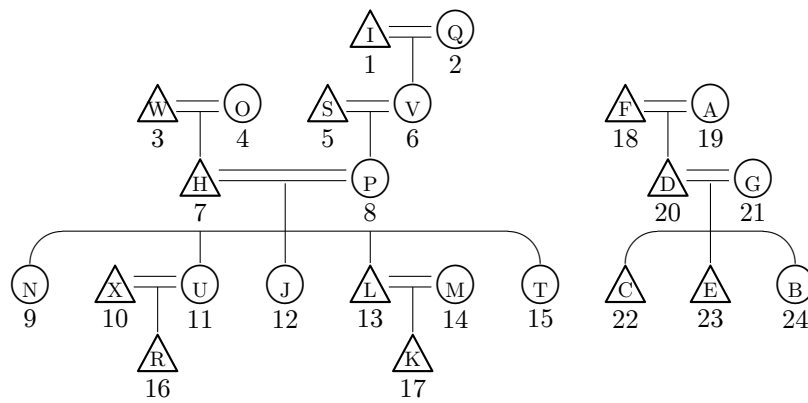 I Q
1 2
W O S V F A
3 4 5 6 18 19
H P D G
7 8 20 21
N X U J L M T C E B
9 10 11 12 13 14 15 22 23 24
R K
16 17